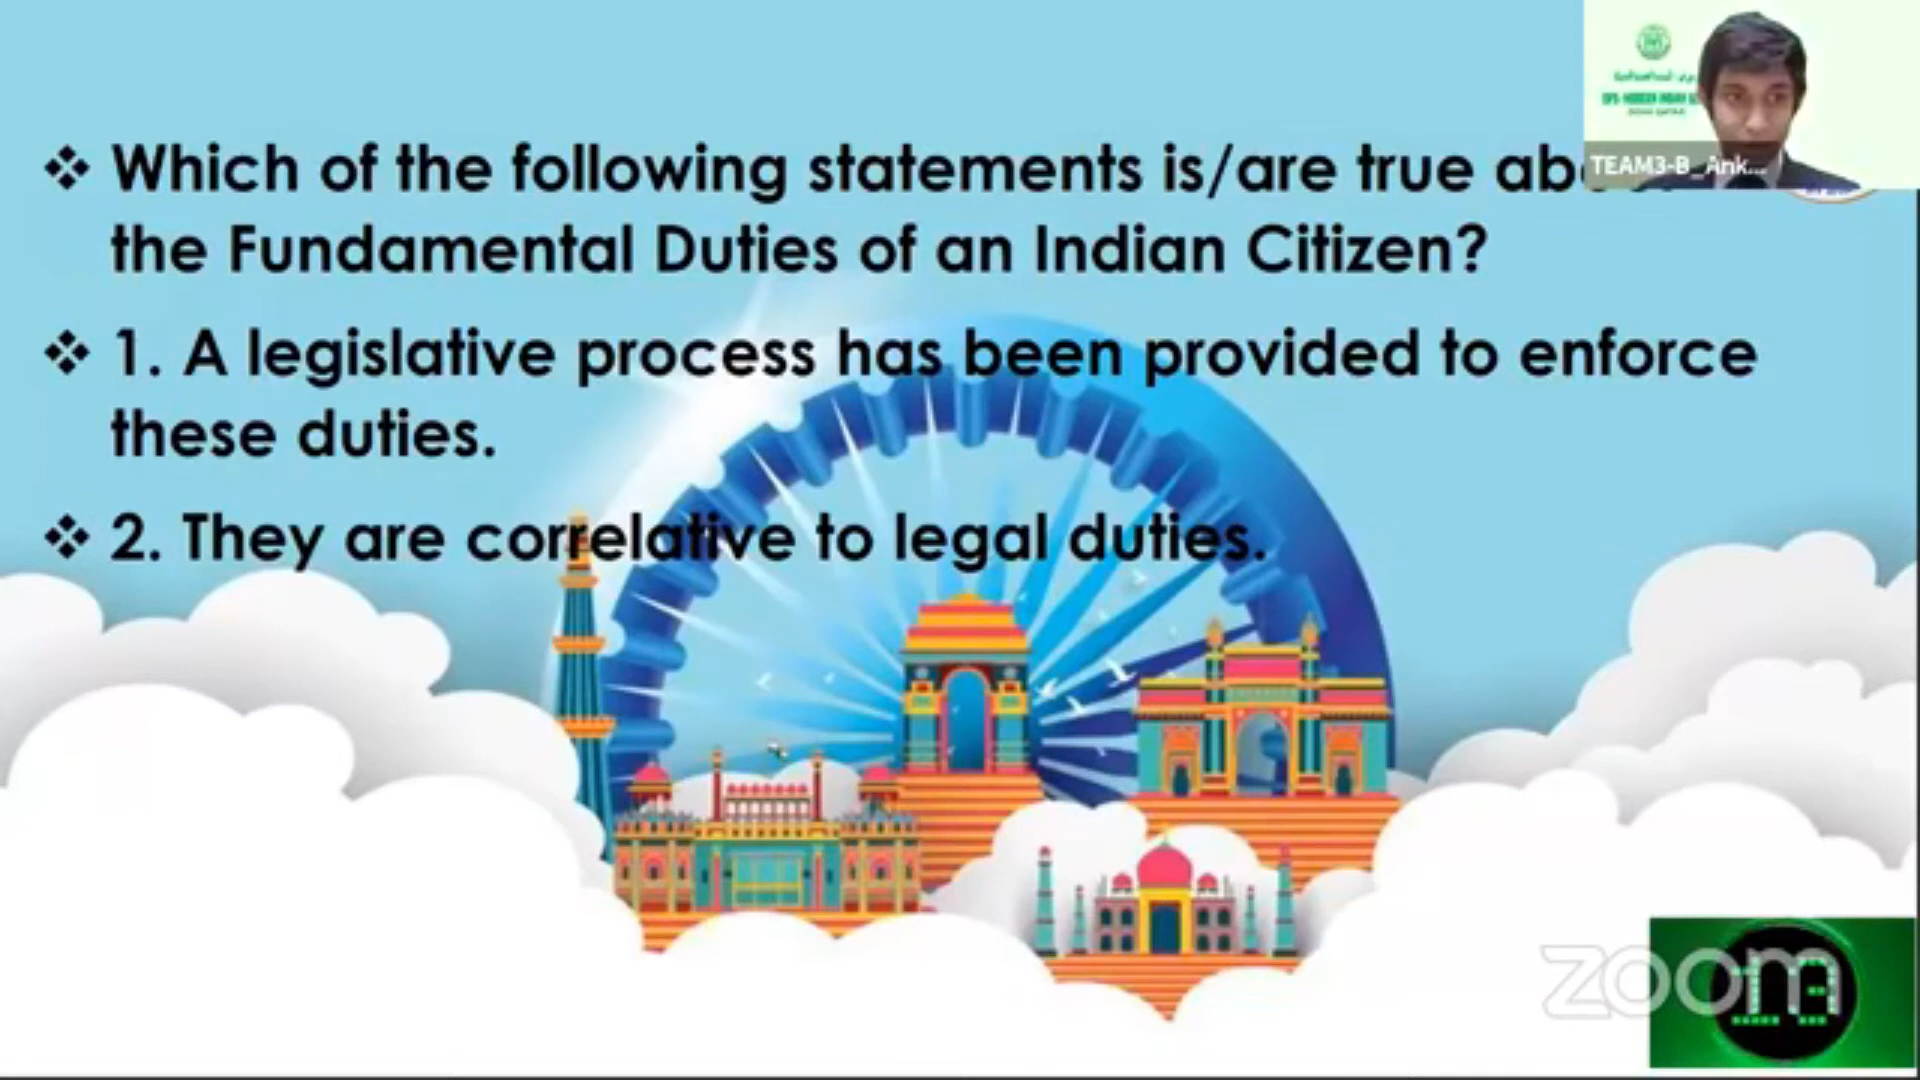 ❖ Which of the following statements is/are true
the Fundamental Duties of an Indian Citizen?
❖ 1. A legislative process has been provided to enforce
these duties.
❖ 2. They are correlative to legal duties.
TEAM3-B_Ank...
zoom